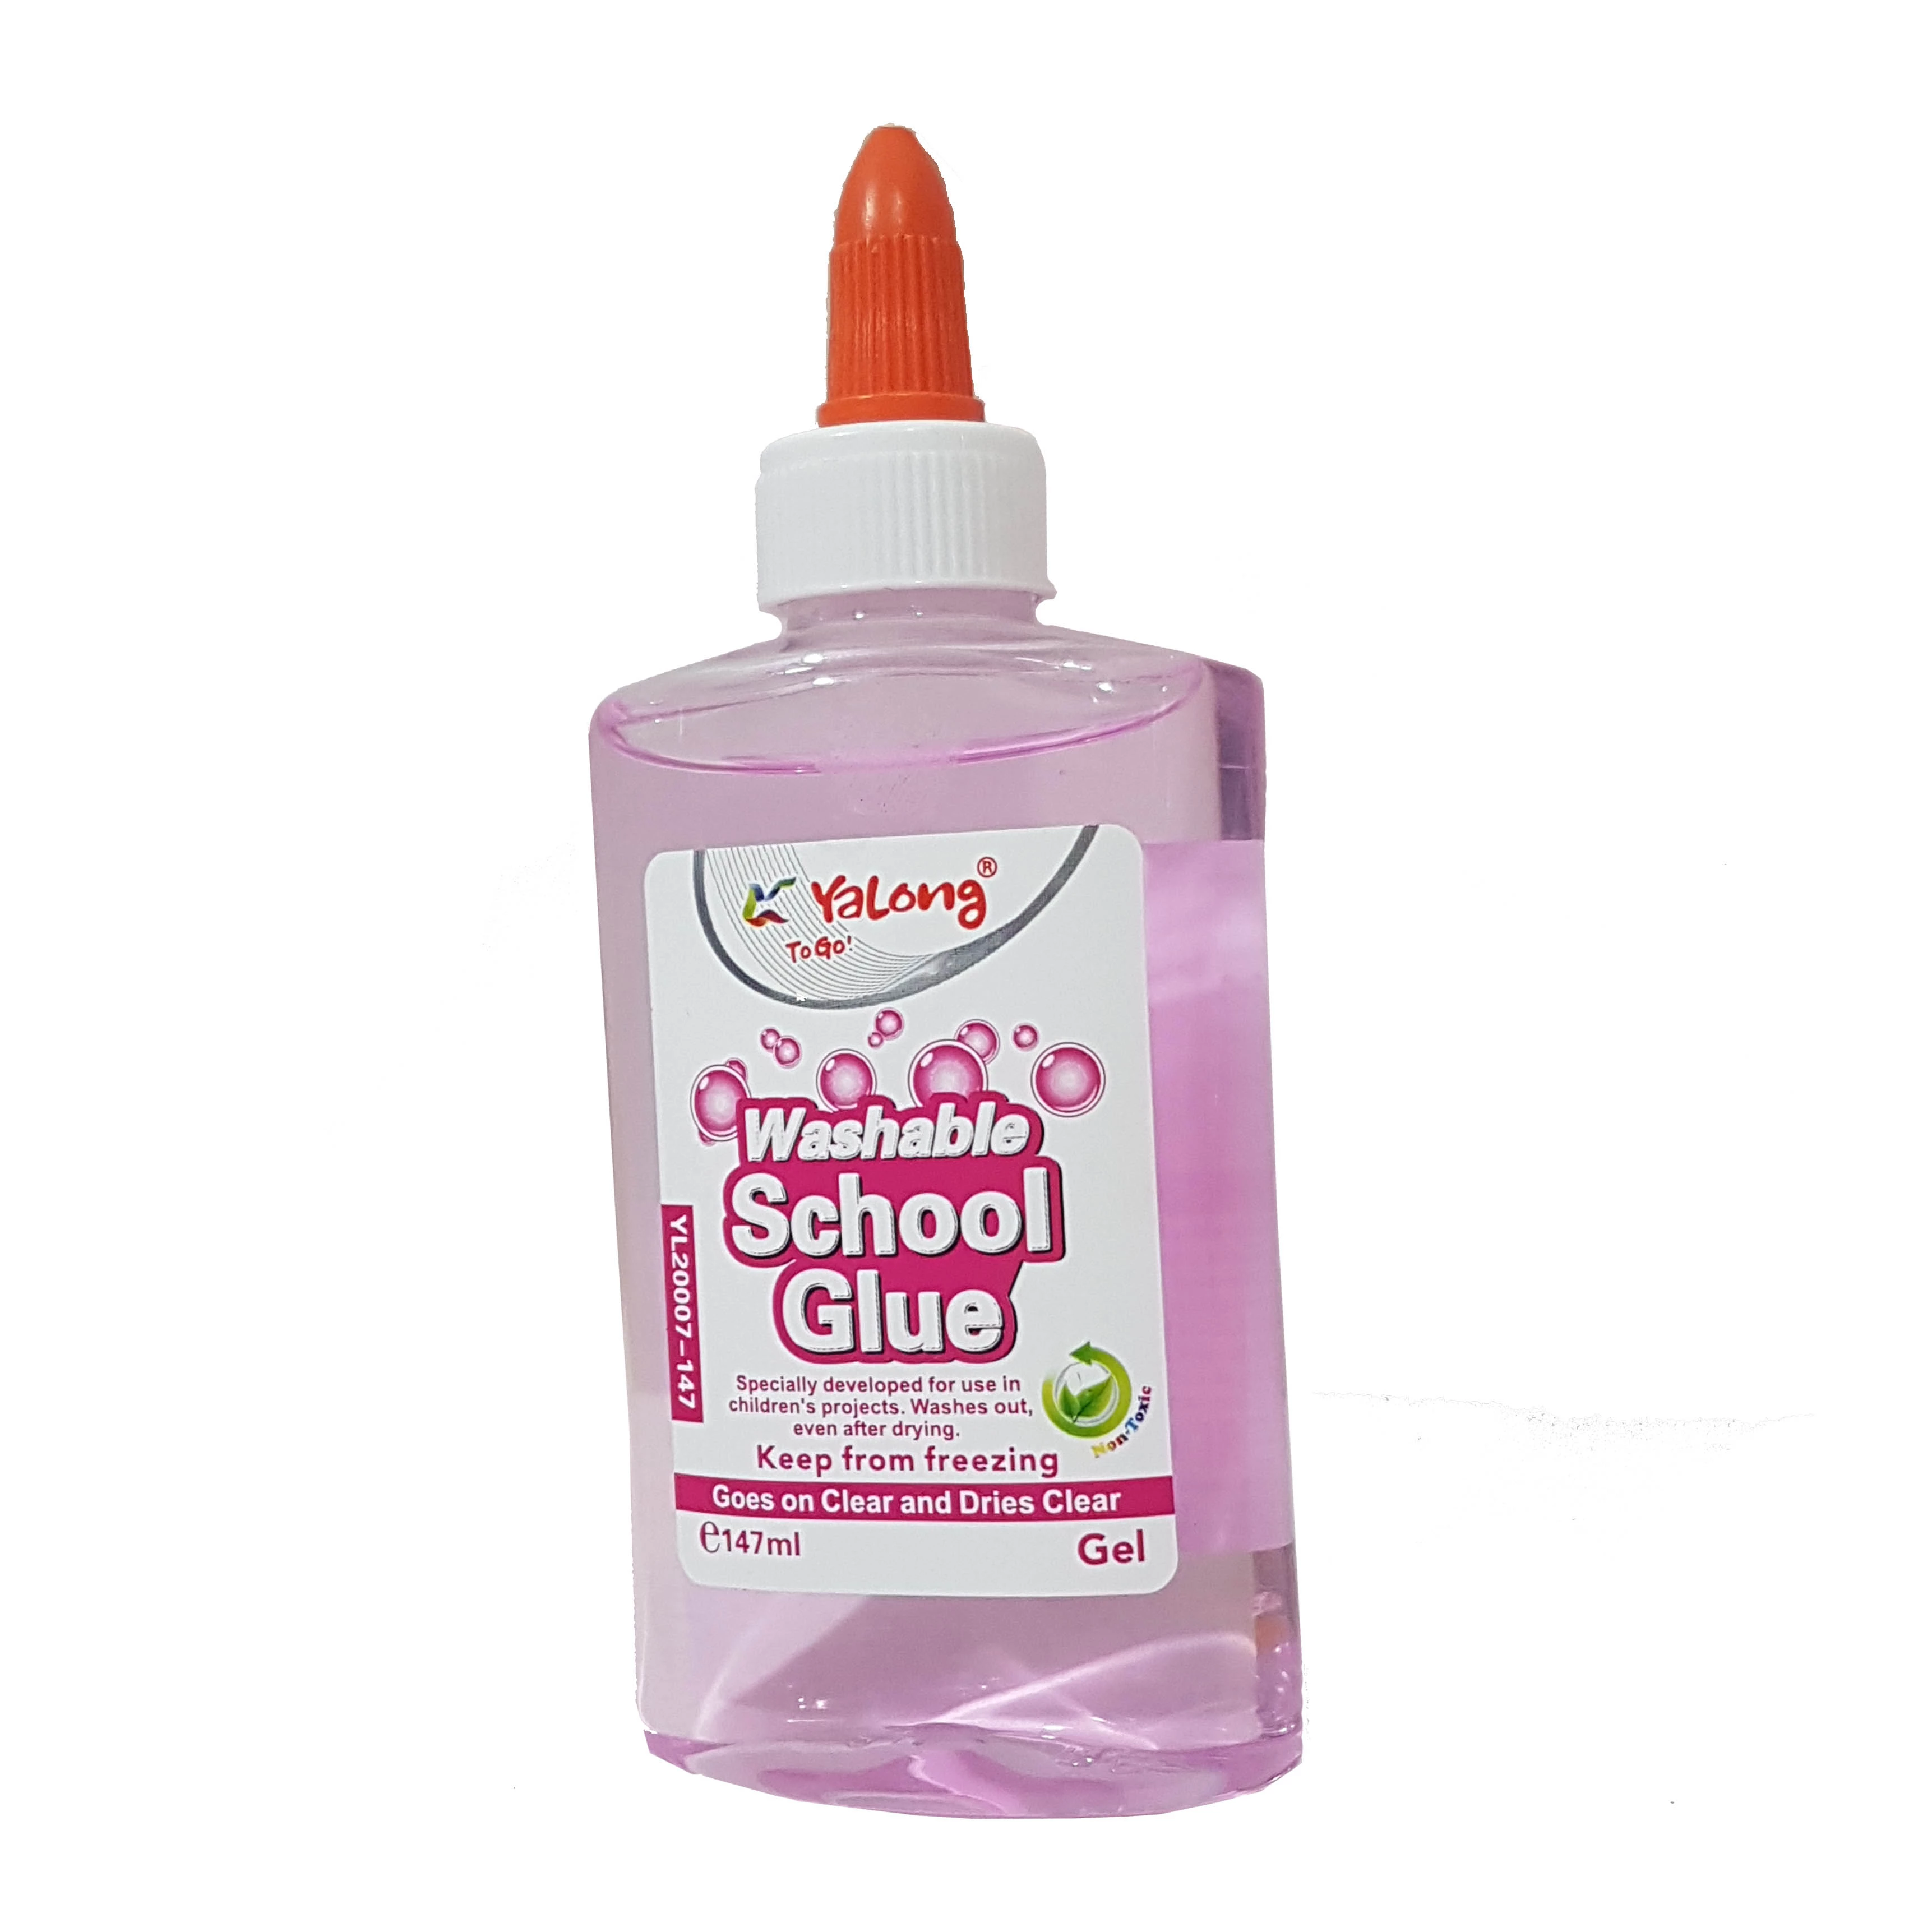 YaLong®
To Go!
Washable
School
Glue
YL20007-147
Specially developed for use in
children's projects. Washes out,
even after drying.
Non-Toxic
Keep from freezing
Goes on Clear and Dries Clear
℮147ml
Gel